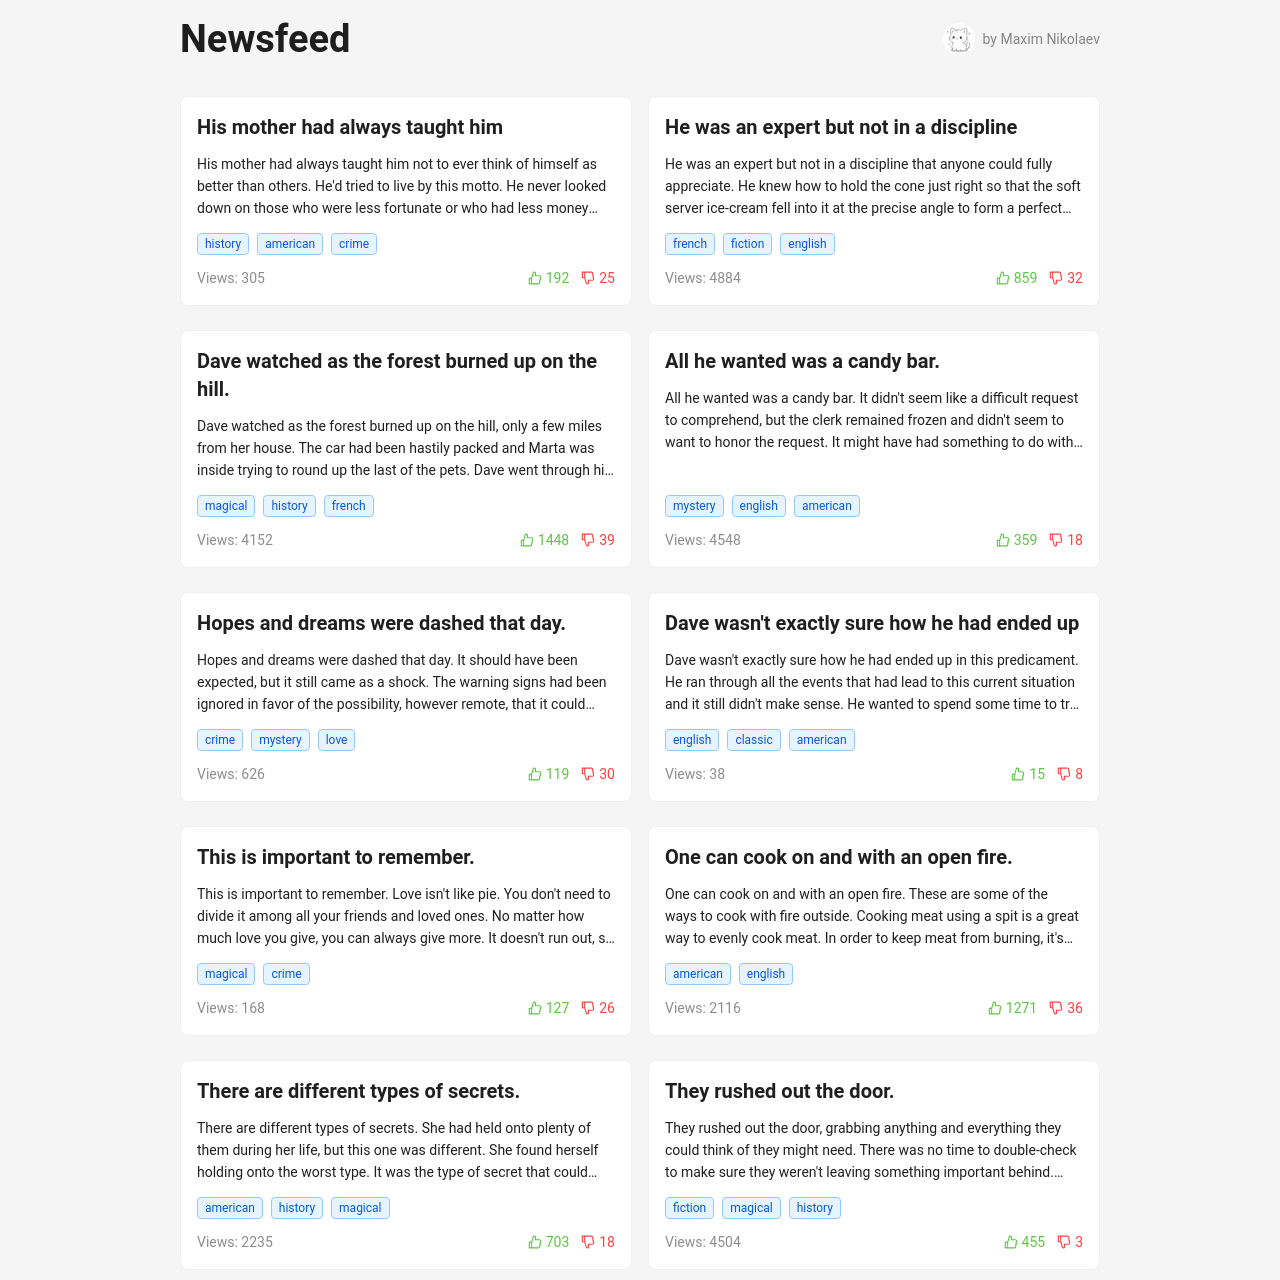 Newsfeed
by Maxim Nikolaev
His mother had always taught him
His mother had always taught him not to ever think of himself as
better than others. He'd tried to live by this motto. He never looked
down on those who were less fortunate or who had less money…
history american crime
Views: 305 192 25
He was an expert but not in a discipline
He was an expert but not in a discipline that anyone could fully
appreciate. He knew how to hold the cone just right so that the soft
server ice-cream fell into it at the precise angle to form a perfect…
french fiction english
Views: 4884 859 32
Dave watched as the forest burned up on the
hill.
Dave watched as the forest burned up on the hill, only a few miles
from her house. The car had been hastily packed and Marta was
inside trying to round up the last of the pets. Dave went through hi…
magical history french
Views: 4152 1448 39
All he wanted was a candy bar.
All he wanted was a candy bar. It didn't seem like a difficult request
to comprehend, but the clerk remained frozen and didn't seem to
want to honor the request. It might have had something to do with…
mystery english american
Views: 4548 359 18
Hopes and dreams were dashed that day.
Hopes and dreams were dashed that day. It should have been
expected, but it still came as a shock. The warning signs had been
ignored in favor of the possibility, however remote, that it could…
crime mystery love
Views: 626 119 30
Dave wasn't exactly sure how he had ended up
Dave wasn't exactly sure how he had ended up in this predicament.
He ran through all the events that had lead to this current situation
and it still didn't make sense. He wanted to spend some time to tr…
english classic american
Views: 38 15 8
This is important to remember.
This is important to remember. Love isn't like pie. You don't need to
divide it among all your friends and loved ones. No matter how
much love you give, you can always give more. It doesn't run out, s…
magical crime
Views: 168 127 26
One can cook on and with an open fire.
One can cook on and with an open fire. These are some of the
ways to cook with fire outside. Cooking meat using a spit is a great
way to evenly cook meat. In order to keep meat from burning, it's…
american english
Views: 2116 1271 36
There are different types of secrets.
There are different types of secrets. She had held onto plenty of
them during her life, but this one was different. She found herself
holding onto the worst type. It was the type of secret that could…
american history magical
Views: 2235 703 18
They rushed out the door.
They rushed out the door, grabbing anything and everything they
could think of they might need. There was no time to double-check
to make sure they weren't leaving something important behind.…
fiction magical history
Views: 4504 455 3